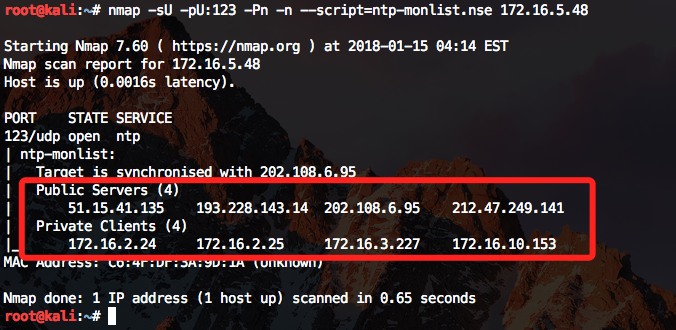 root@kali:~# nmap -sU -pU:123 -Pn -n --script=ntp-monlist.nse 172.16.5.48
Starting Nmap 7.60 ( https://nmap.org ) at 2018-01-15 04:14 EST
Nmap scan report for 172.16.5.48
Host is up (0.0016s latency).
PORT    STATE SERVICE
123/udp open  ntp
| ntp-monlist:
|   Target is synchronised with 202.108.6.95
|   Public Servers (4)
|       51.15.41.135    193.228.143.14  202.108.6.95    212.47.249.141
|   Private Clients (4)
|_      172.16.2.24     172.16.2.25     172.16.3.227    172.16.10.153
MAC Address: C6:4F:DF:3A:9D:1A (Unknown)
Nmap done: 1 IP address (1 host up) scanned in 0.65 seconds
root@kali:~#